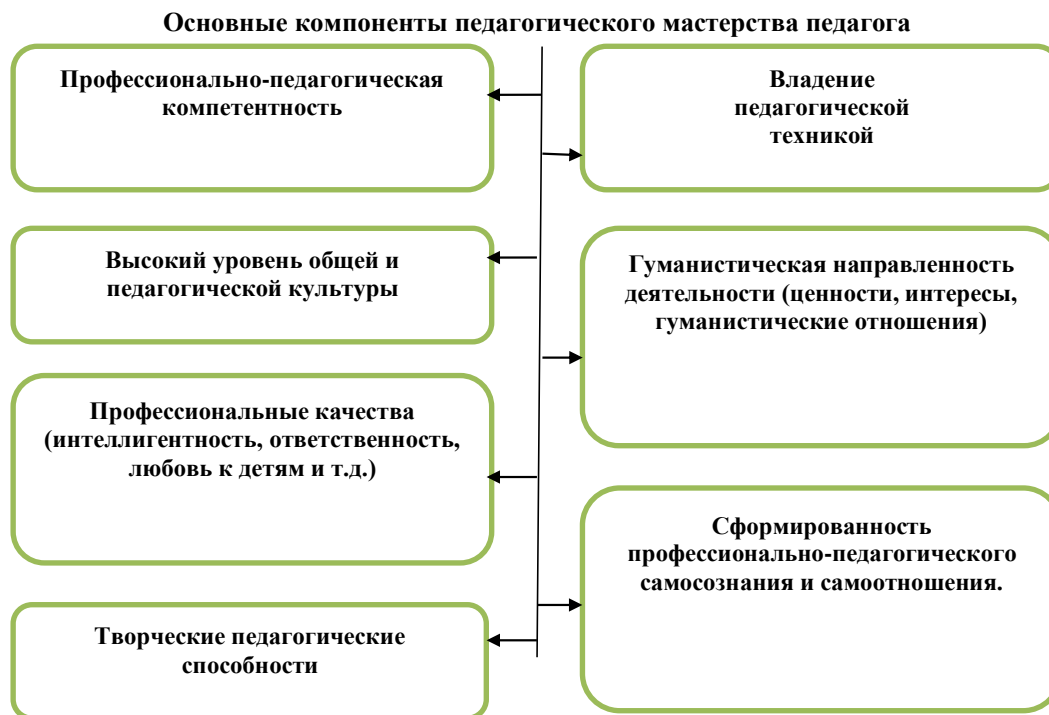 Основные компоненты педагогического мастерства педагога
Профессионально-педагогическая
компетентность
Владение
педагогической
техникой
Высокий уровень общей и
педагогической культуры
Гуманистическая направленность
деятельности (ценности, интересы,
гуманистические отношения)
Профессиональные качества
(интеллигентность, ответственность,
любовь к детям и т.д.)
Сформированность
профессионально-педагогического
самосознания и самоотношения.
Творческие педагогические
способности